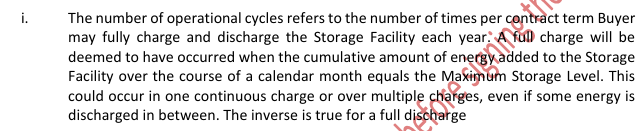 i. The number of operational cycles refers to the number of times per contract term Buyer
may fully charge and discharge the Storage Facility each year. A full charge will be
deemed to have occurred when the cumulative amount of energy added to the Storage
Facility over the course of a calendar month equals the Maximum Storage Level. This
could occur in one continuous charge or over multiple charges, even if some energy is
discharged in between. The inverse is true for a full discharge
before signing